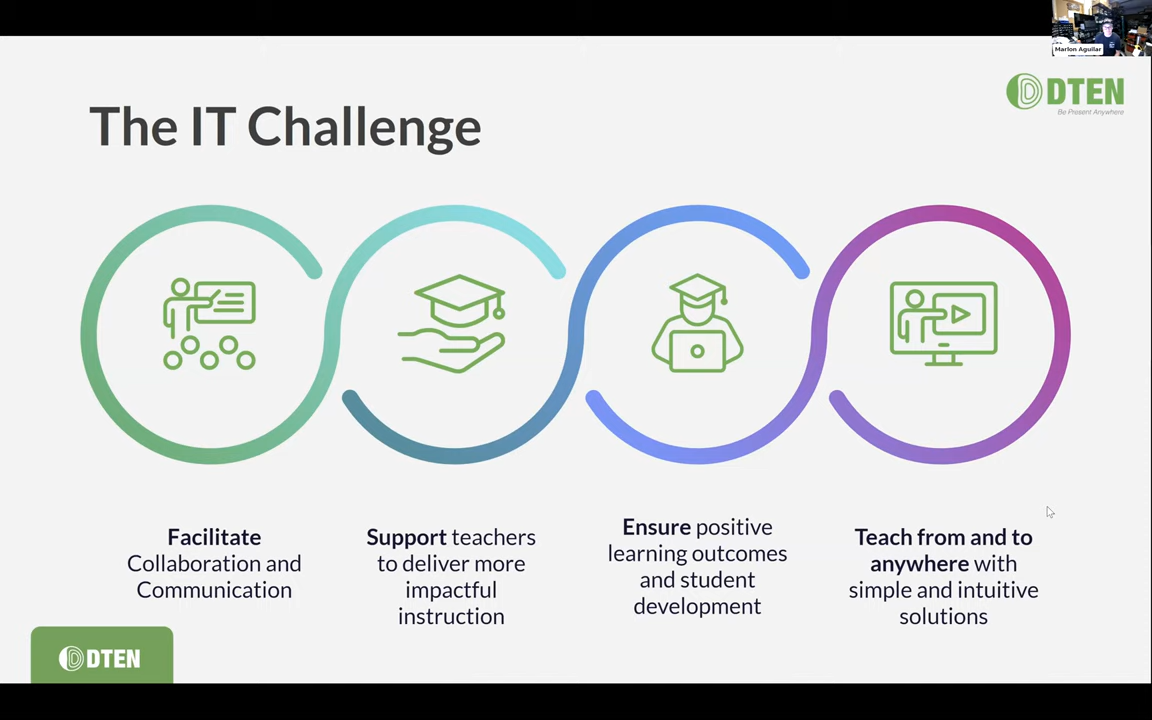 Marlon Aguilar
DTEN
Be Present Anywhere
The IT Challenge
Facilitate
Collaboration and
Communication
Support teachers
to deliver more
impactful
instruction
Ensure positive
learning outcomes
and student
development
Teach from and to
anywhere with
simple and intuitive
solutions
DTEN